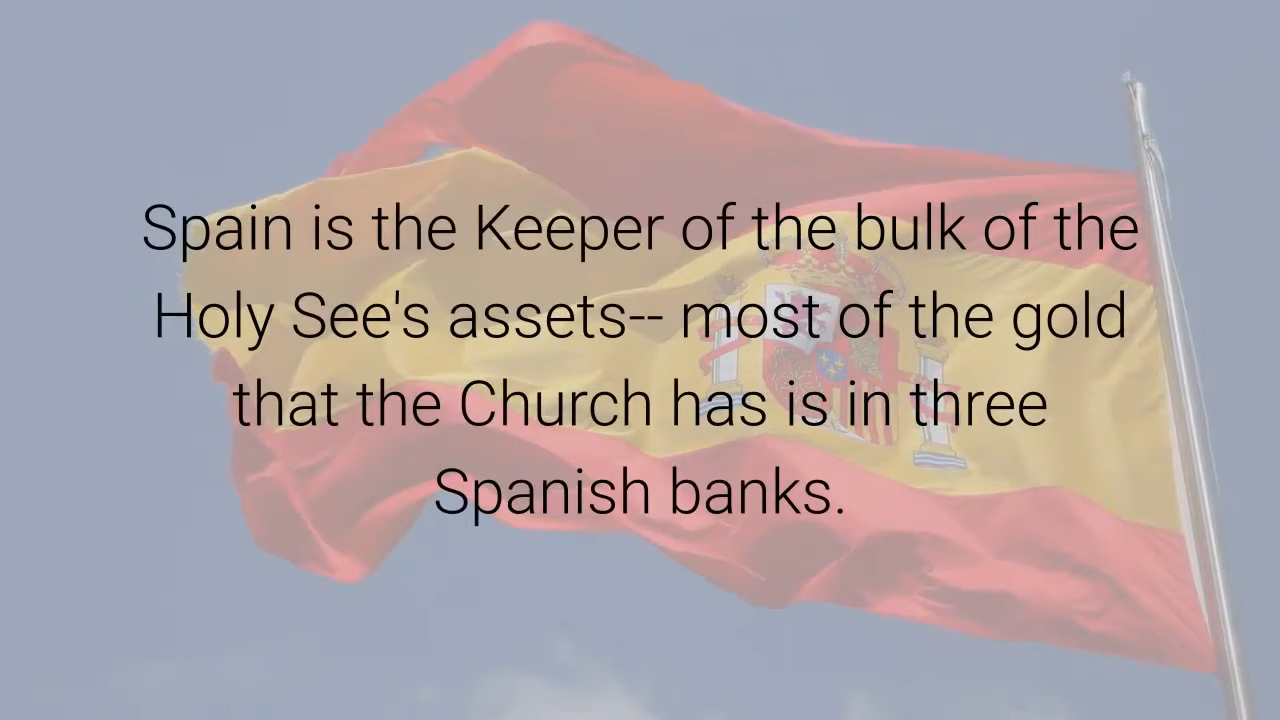 Spain is the Keeper of the bulk of the
Holy See's assets-- most of the gold
that the Church has is in three
Spanish banks.